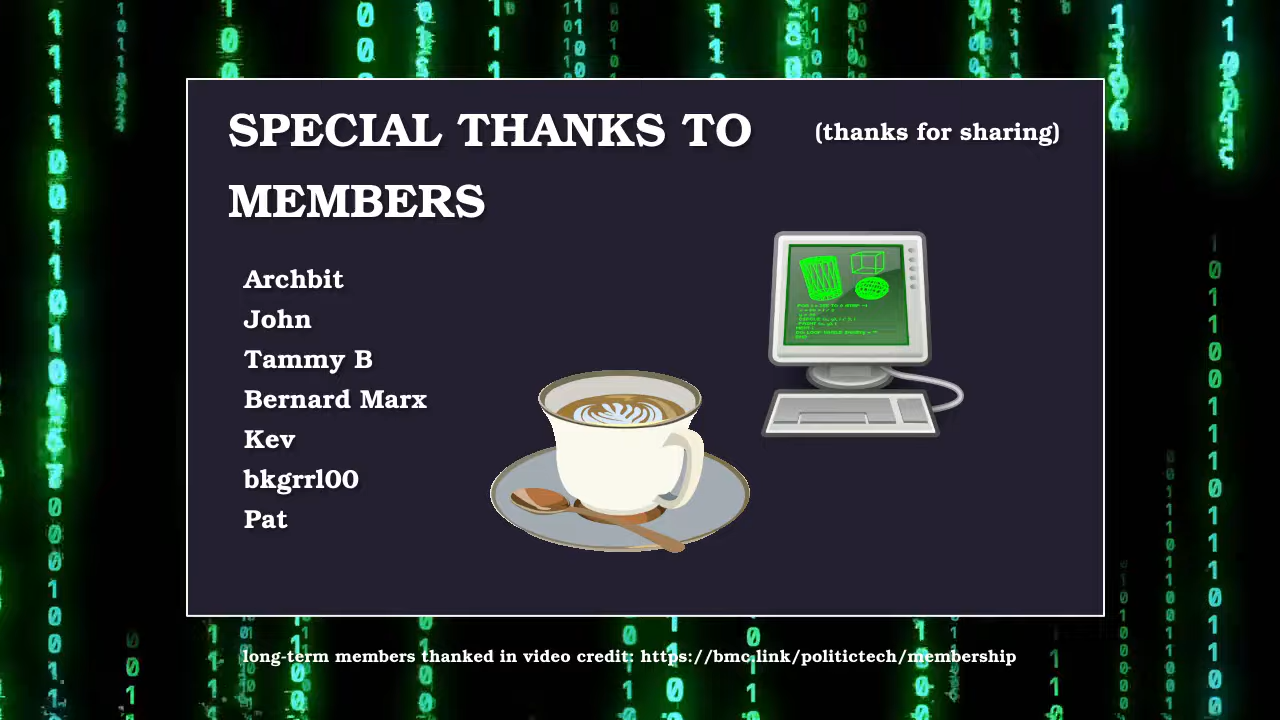 SPECIAL THANKS TO (thanks for sharing)
MEMBERS
Archbit
John
Tammy B
Bernard Marx
Kev
bkgrrl00
Pat
long-term members thanked in video credit: https://bmc.link/politictech/membership